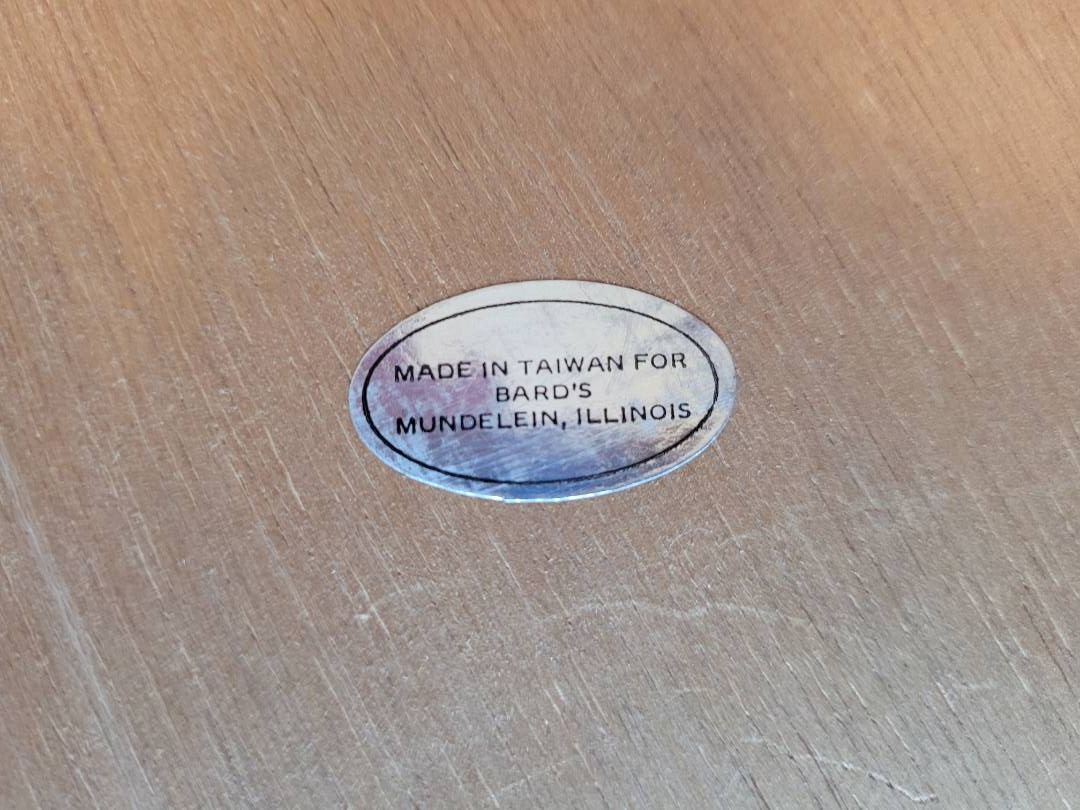 MADE IN TAIWAN FOR
BARD'S
MUNDELEIN, ILLINOIS